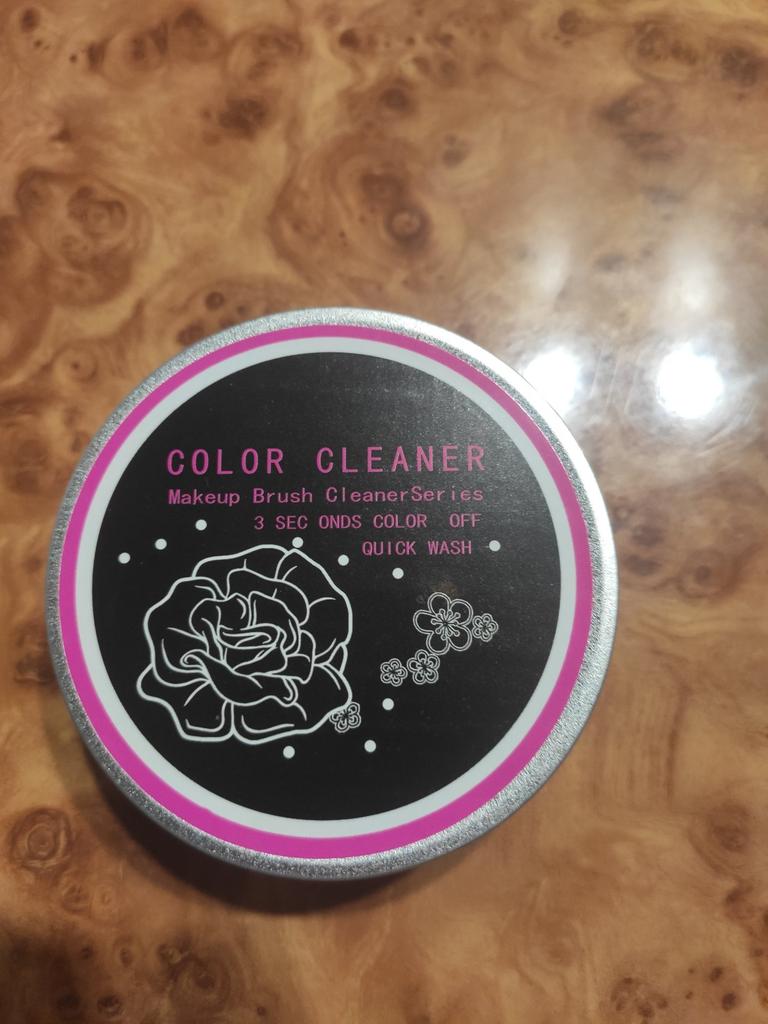 COLOR CLEANER
Makeup Brush CleanerSeries
3 SEC ONDS COLOR OFF
QUICK WASH